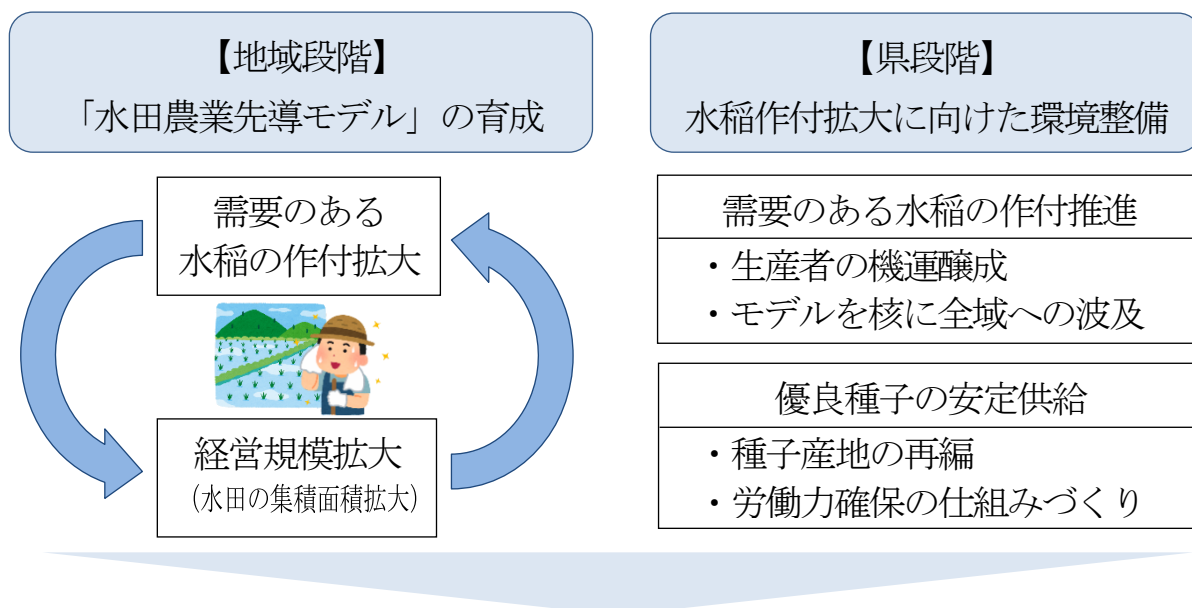 【地域段階】
「水田農業先導モデル」の育成
需要のある
水稲の作付拡大
経営規模拡大
(水田の集積面積拡大)
【県段階】
水稲作付拡大に向けた環境整備
需要のある水稲の作付推進
・生産者の機運醸成
・モデルを核に全域への波及
優良種子の安定供給
・種子産地の再編
・労働力確保の仕組みづくり